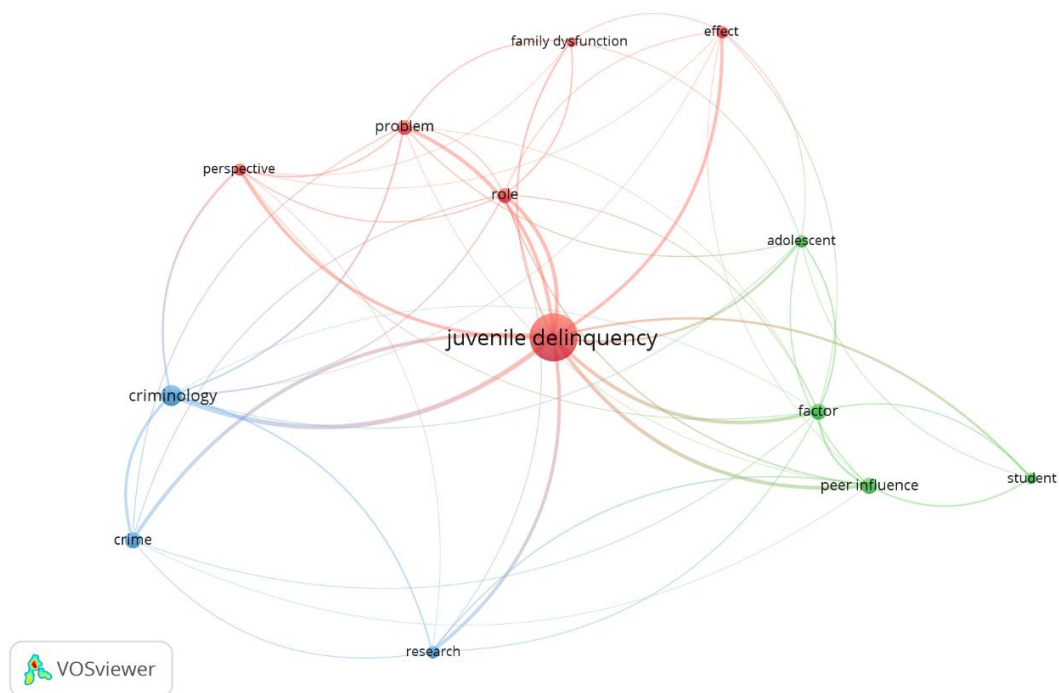 effect
family dysfunction
problem
perspective
role
adolescent
juvenile delinquency
criminology
factor
student
peer influence
crime
research
VOSviewer